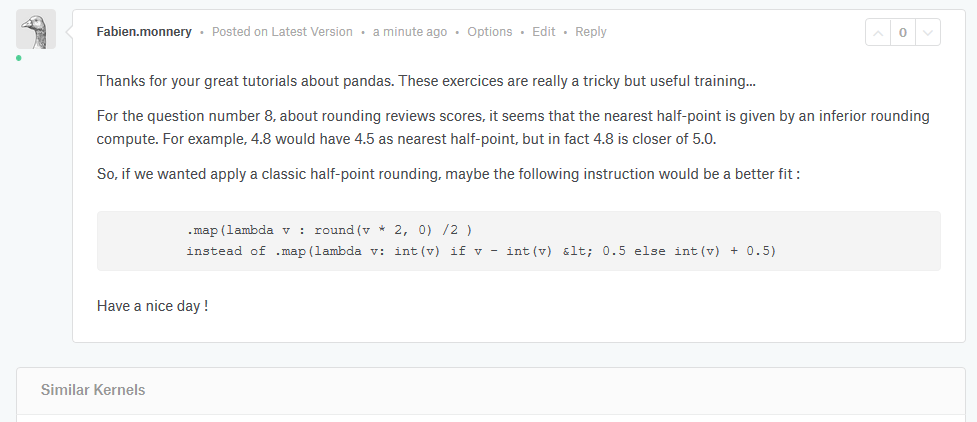 Fabien.monnery • Posted on Latest Version • a minute ago • Options • Edit • Reply
0
Thanks for your great tutorials about pandas. These exercices are really a tricky but useful training...
For the question number 8, about rounding reviews scores, it seems that the nearest half-point is given by an inferior rounding
compute. For example, 4.8 would have 4.5 as nearest half-point, but in fact 4.8 is closer of 5.0.
So, if we wanted apply a classic half-point rounding, maybe the following instruction would be a better fit :
.map(lambda v : round(v * 2, 0) /2 )
instead of .map(lambda v: int(v) if v - int(v) &lt; 0.5 else int(v) + 0.5)
Have a nice day !
Similar Kernels